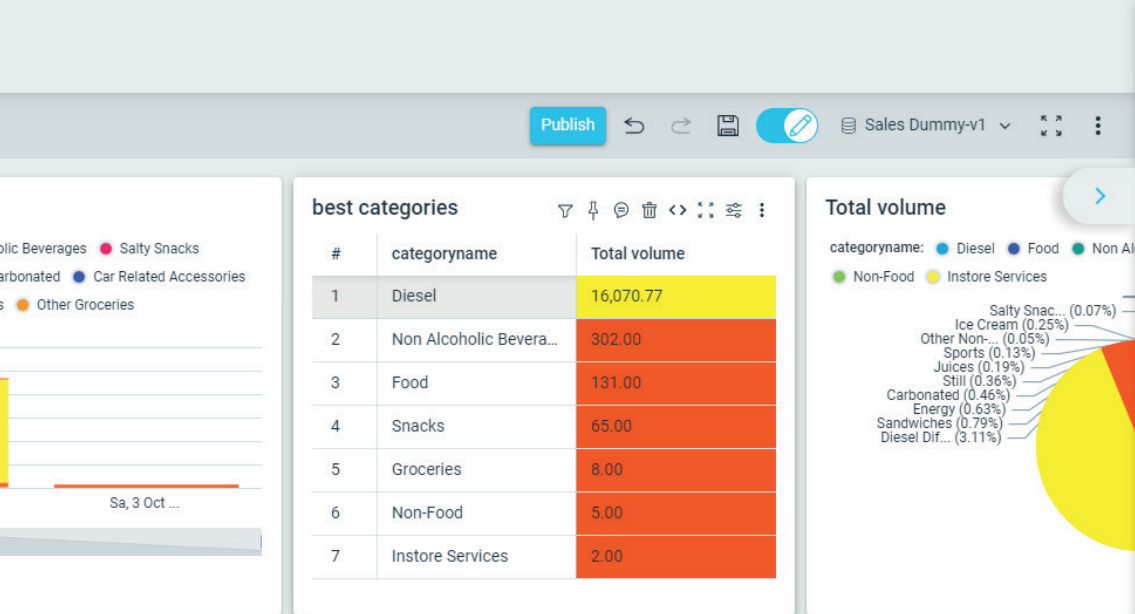 Publish
Sales Dummy-v1
olic Beverages Salty Snacks
arbonated Car Related Accessories
s Other Groceries
Sa, 3 Oct ...
best categories
# categoryname Total volume
1 Diesel 16,070.77
2 Non Alcoholic Bevera... 302.00
3 Food 131.00
4 Snacks 65.00
5 Groceries 8.00
6 Non-Food 5.00
7 Instore Services 2.00
Total volume
categoryname: Diesel Food Non Al
Non-Food Instore Services
Salty Snac... (0.07%)
Ice Cream (0.25%)
Other Non-... (0.05%)
Sports (0.13%)
Juices (0.19%)
Still (0.36%)
Carbonated (0.46%)
Energy (0.63%)
Sandwiches (0.79%)
Diesel Dif... (3.11%)